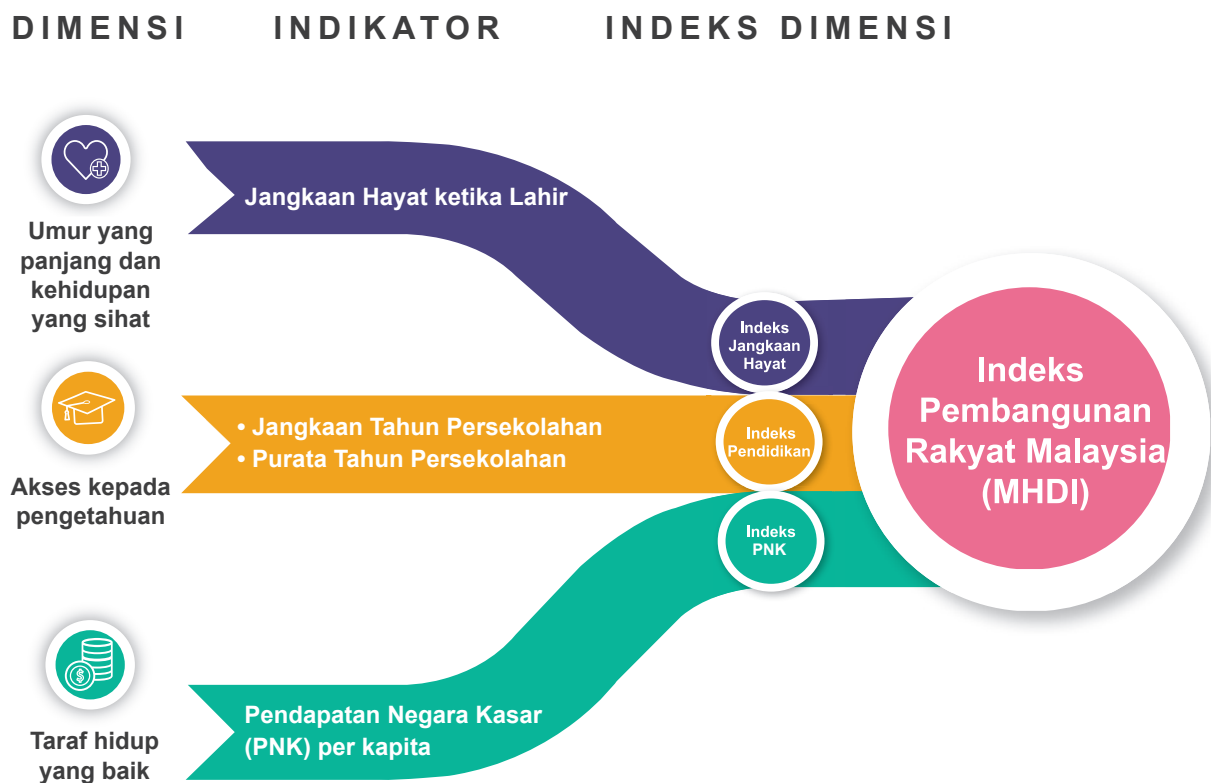 DIMENSI
INDIKATOR
INDEKS DIMENSI
Umur yang
panjang dan
kehidupan
yang sihat
Jangkaan Hayat ketika Lahir
Indeks
Jangkaan
Hayat
Akses kepada
pengetahuan
• Jangkaan Tahun Persekolahan
• Purata Tahun Persekolahan
Indeks
Pendidikan
Taraf hidup
yang baik
Pendapatan Negara Kasar
(PNK) per kapita
Indeks
PNK
Indeks
Pembangunan
Rakyat Malaysia
(MHDI)
$